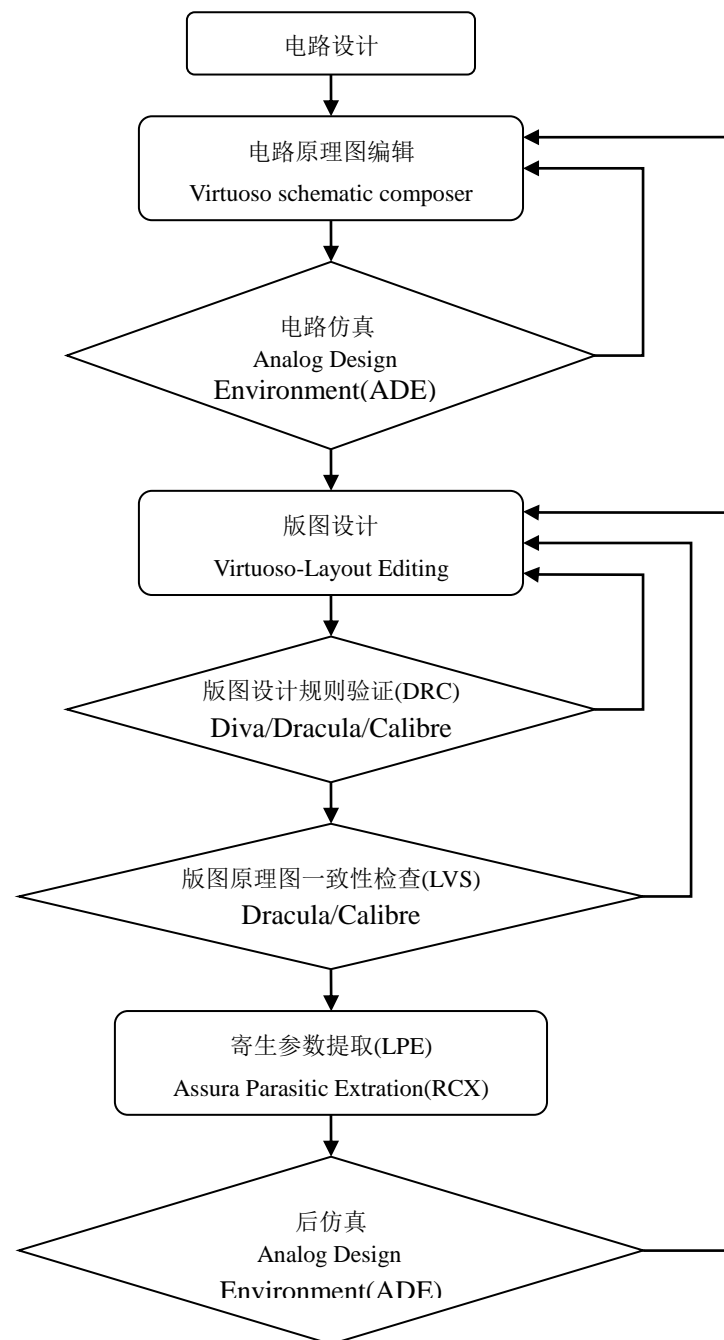 电路设计
电路原理图编辑
Virtuoso schematic composer
电路仿真
Analog Design
Environment(ADE)
版图设计
Virtuoso-Layout Editing
版图设计规则验证(DRC)
Diva/Dracula/Calibre
版图原理图一致性检查(LVS)
Dracula/Calibre
寄生参数提取(LPE)
Assura Parasitic Extration(RCX)
后仿真
Analog Design
Environment(ADE)